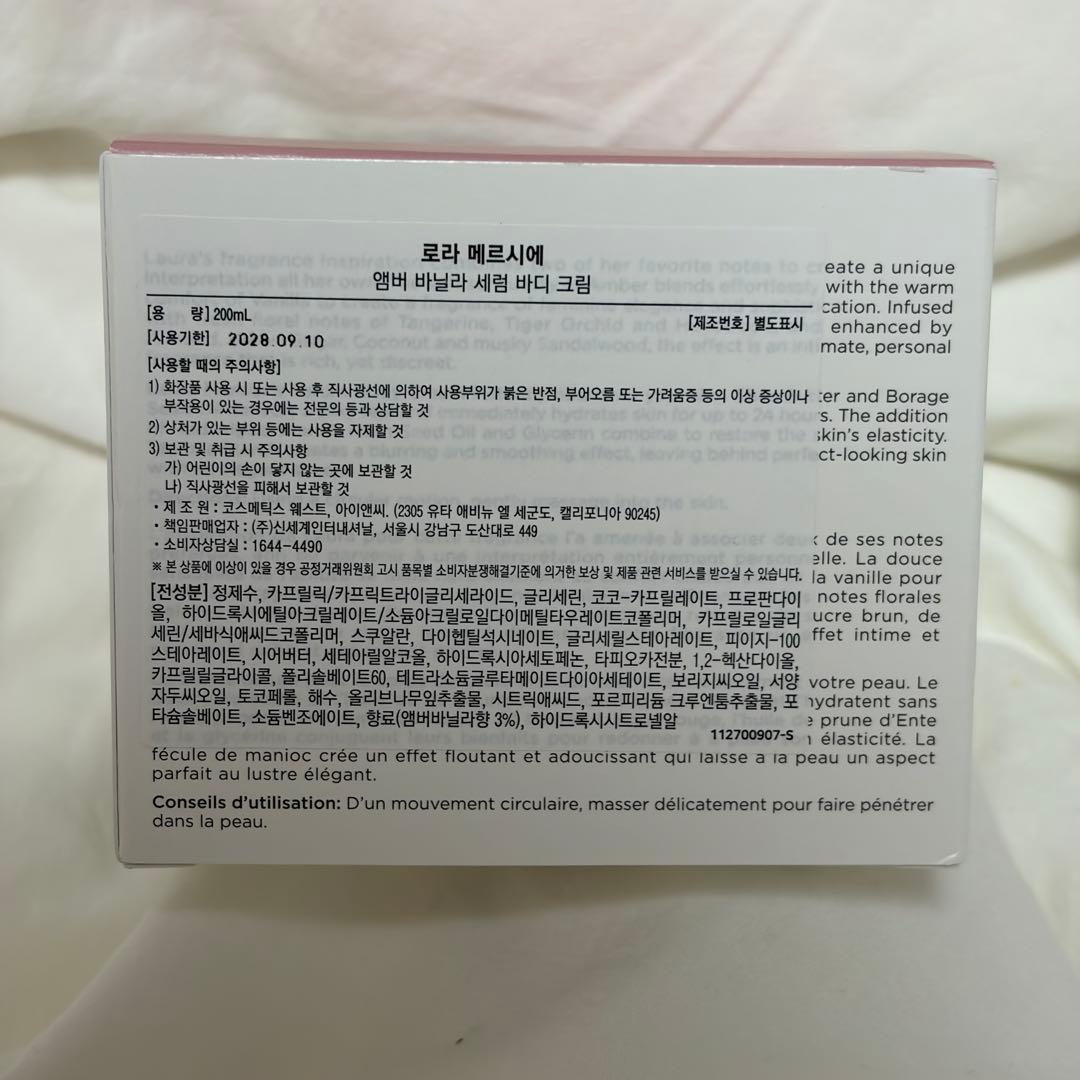 로라 메르시에
앰버 바닐라 세럼 바디 크림
[용 량] 200mL
[제조번호] 별도표시
[사용기한] 2028.09.10
[사용할 때의 주의사항]
1) 화장품 사용 시 또는 사용 후 직사광선에 의하여 사용부위가 붉은 반점, 부어오름 또는 가려움증 등의 이상 증상이나
부작용이 있는 경우에는 전문의 등과 상담할 것
2) 상처가 있는 부위 등에는 사용을 자제할 것
3) 보관 및 취급 시 주의사항
가) 어린이의 손이 닿지 않는 곳에 보관할 것
나) 직사광선을 피해서 보관할 것
• 제 조 원 : 코스메틱스 웨스트, 아이앤씨. (2305 유타 애비뉴 엘 세군도, 캘리포니아 90245)
• 책임판매업자 : (주)신세계인터내셔날, 서울시 강남구 도산대로 449
• 소비자상담실 : 1644-4490
※ 본 상품에 이상이 있을 경우 공정거래위원회 고시 품목별 소비자분쟁해결기준에 의거한 보상 및 제품 관련 서비스를 받으실 수 있습니다.
[전성분] 정제수, 카프릴릭/카프릭트라이글리세라이드, 글리세린, 코코-카프릴레이트, 프로판다이
올, 하이드록시에틸아크릴레이트/소듐아크릴로일다이메틸타우레이트코폴리머, 카프릴로일글리
세린/세바식애씨드코폴리머, 스쿠알란, 다이헵틸석시네이트, 글리세릴스테아레이트, 피이지-100
스테아레이트, 시어버터, 세테아릴알코올, 하이드록시아세토페논, 타피오카전분, 1,2-헥산다이올,
카프릴릴글라이콜, 폴리솔베이트60, 테트라소듐글루타메이트다이아세테이트, 보리지씨오일, 서양
자두씨오일, 토코페롤, 해수, 올리브나무잎추출물, 시트릭애씨드, 포르피리듐 크루엔툼추출물, 포
타슘솔베이트, 소듐벤조에이트, 향료(앰버바닐라향 3%), 하이드록시시트로넬알
112700907-S
eate a unique
with the warm
cation. Infused
enhanced by
mate, personal
ter and Borage
s. The addition
skin's elasticity.
ct-looking skin
de ses notes
elle. La douce
la vanille pour
notes florales
ucre brun, de
ffet intime et
votre peau. Le
hydratent sans
e prune d'Ente
élasticité. La
fécule de manioc crée un effet floutant et adoucissant qui laisse à la peau un aspect
parfait au lustre élégant.
Conseils d'utilisation: D'un mouvement circulaire, masser délicatement pour faire pénétrer
dans la peau.